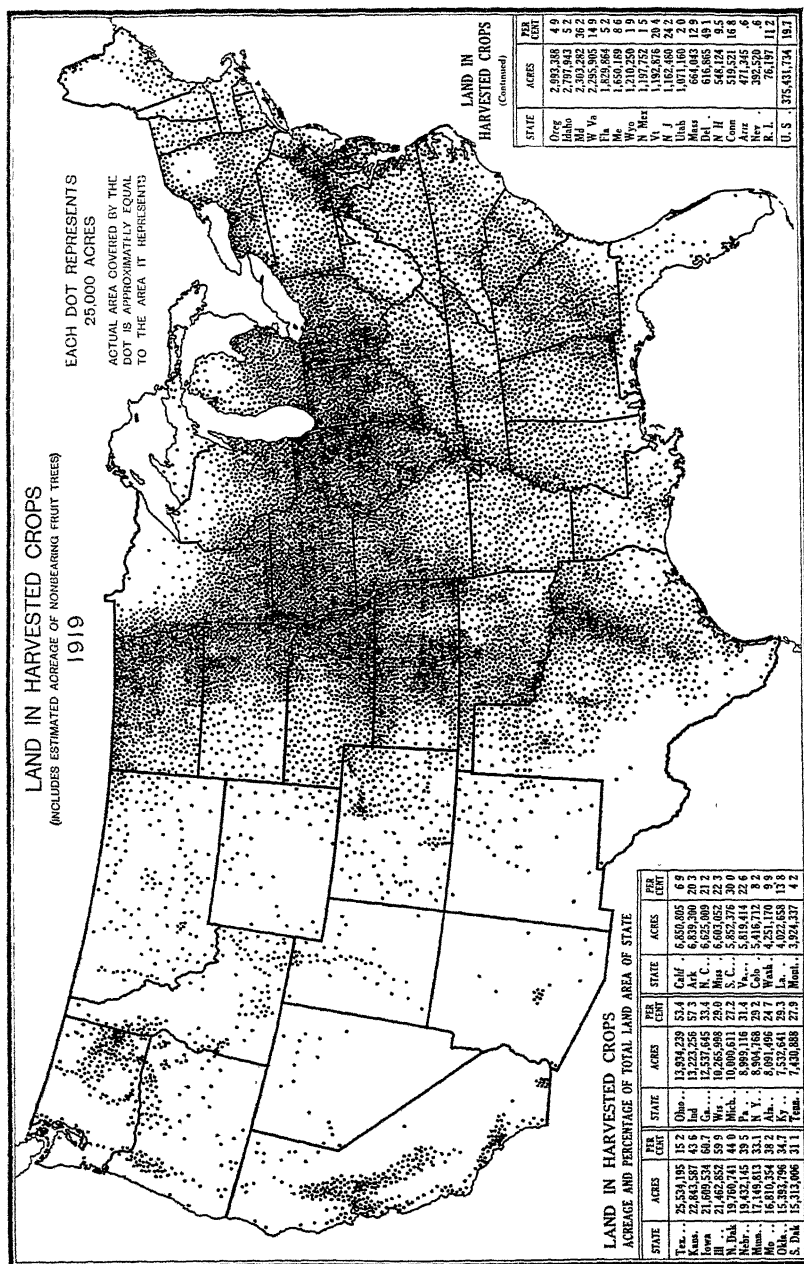 LAND IN HARVESTED CROPS
(INCLUDES ESTIMATED ACREAGE OF NONBEARING FRUIT TREES)
1919
EACH DOT REPRESENTS
25,000 ACRES
ACTUAL AREA COVERED BY THE
DOT IS APPROXIMATELY EQUAL
TO THE AREA IT REPRESENTS
LAND IN HARVESTED CROPS
ACREAGE AND PERCENTAGE OF TOTAL LAND AREA OF STATE
STATE ACRES PER CENT STATE ACRES PER CENT STATE ACRES PER CENT
Tex.. 25,534,195 15.2 Ohio.. 13,934,239 53.4 Calif 6,850,805 6 9
Kans. 22,843,587 43 6 Ind 13,223,256 57.3 Ark 6,839,300 20 3
Iowa 21,609,534 60.7 Ga... 12,537,645 33.4 N. C.. 6,625,009 21 2
Ill .. 21,462,852 59.9 Wis 10,265,998 29.0 Miss 6,603,052 22.3
N. Dak 19,760,741 44 0 Mich. 10,000,611 27.2 S. C... 5,852,376 30 0
Nebr.. 19,432,145 39.5 Pa .. 8,999,116 31.4 Va... 5,819,414 22 6
Minn. 17,149,813 33.1 N Y.. 8,904,768 29.2 Colo 5,416,712 8 2
Mo .. 16,810,354 38 2 Ala.. 8,091,496 24 7 Wash 4,251,170 9 9
Okla.. 15,393,796 34.7 Ky .. 7,532,641 29.3 La.. 4,022,658 13 8
S. Dak 15,313,006 31 1 Tenn.. 7,430,888 27.9 Mont.. 3,924,337 4 2
LAND IN
HARVESTED CROPS
(Continued)
STATE ACRES PER CENT
Oreg 2,993,388 4 9
Idaho 2,797,943 5 2
Md 2,303,282 36 2
W Va 2,295,905 14 9
Fla 1,829,864 5 2
Me 1,650,189 8 6
Wyo 1,210,250 1 9
N Mex 1,197,752 1 5
Vt 1,192,876 20 4
N J 1,162,480 24 2
Utah 1,071,160 2 0
Mass 664,043 12 9
Del . 616,865 49 1
N H 548,124 9.5
Conn 519,521 16 8
Ariz 471,345 .6
Nev 392,520 .6
R. I. 76,197 11 2
U. S . 375,431,734 19.7